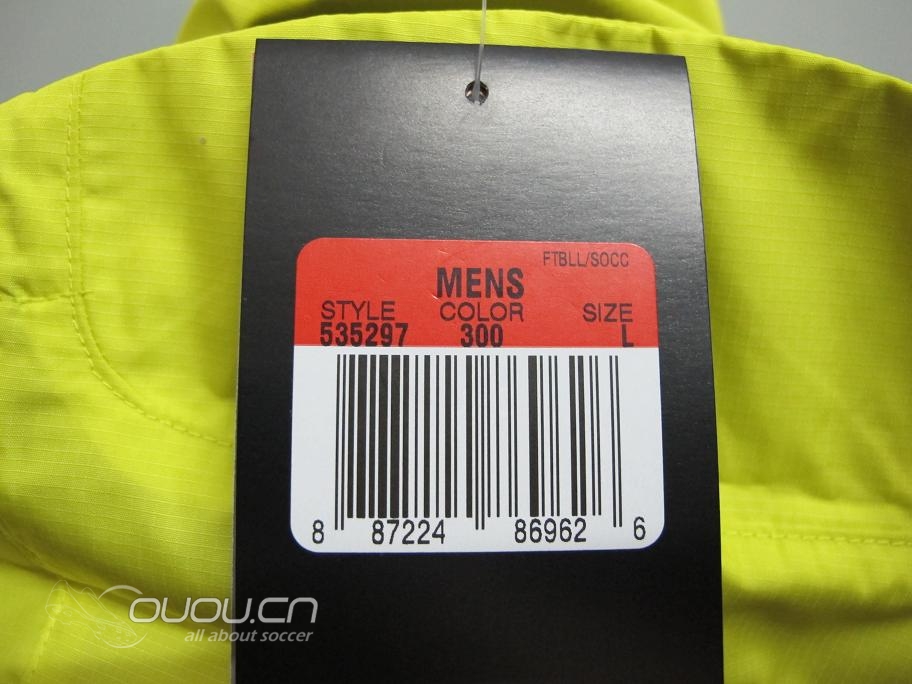 FTBLL/SOCC
MENS
STYLE COLOR SIZE
535297 300 L
8 87224 86962 6
OUOU.CN
all about soccer